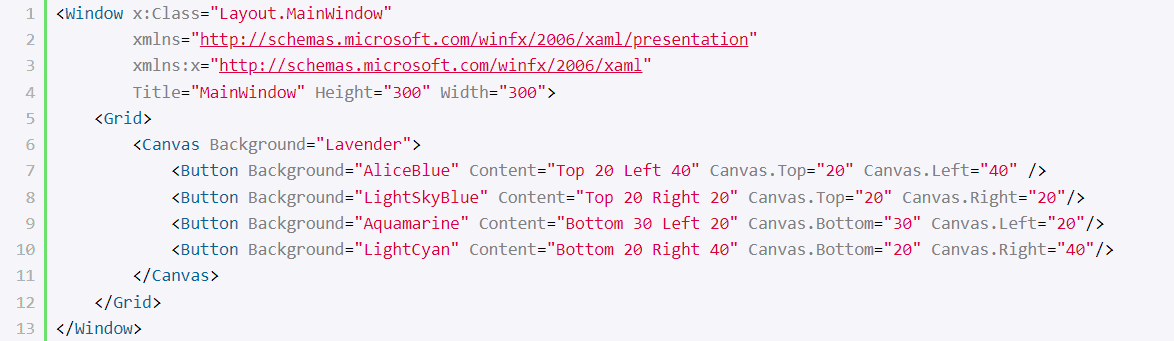 1 <Window x:Class="Layout.MainWindow"
2         xmlns="http://schemas.microsoft.com/winfx/2006/xaml/presentation"
3         xmlns:x="http://schemas.microsoft.com/winfx/2006/xaml"
4         Title="MainWindow" Height="300" Width="300">
5     <Grid>
6         <Canvas Background="Lavender">
7             <Button Background="AliceBlue" Content="Top 20 Left 40" Canvas.Top="20" Canvas.Left="40" />
8             <Button Background="LightSkyBlue" Content="Top 20 Right 20" Canvas.Top="20" Canvas.Right="20"/>
9             <Button Background="Aquamarine" Content="Bottom 30 Left 20" Canvas.Bottom="30" Canvas.Left="20"/>
10             <Button Background="LightCyan" Content="Bottom 20 Right 40" Canvas.Bottom="20" Canvas.Right="40"/>
11         </Canvas>
12     </Grid>
13 </Window>